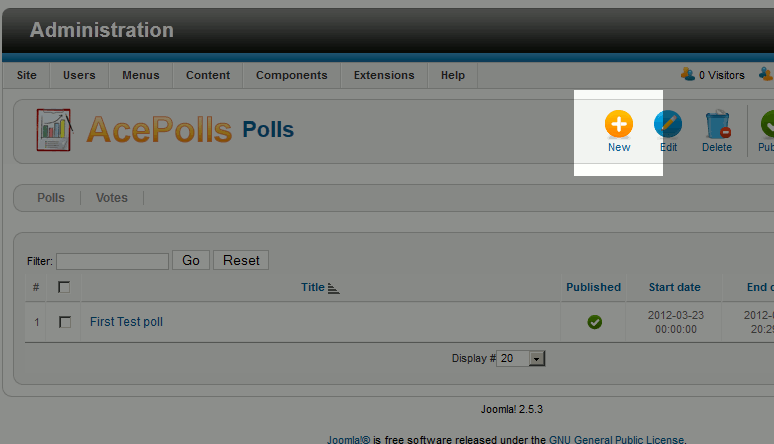 Administration
Site Users Menus Content Components Extensions Help 0 Visitors
AcePolls Polls
New Edit Delete Pub
Polls Votes
Filter: Go Reset
# Title Published Start date End d
1 First Test poll 2012-03-23 00:00:00 2012-0 20:29
Display # 20
Joomla! 2.5.3
Joomla!® is free software released under the GNU General Public License.